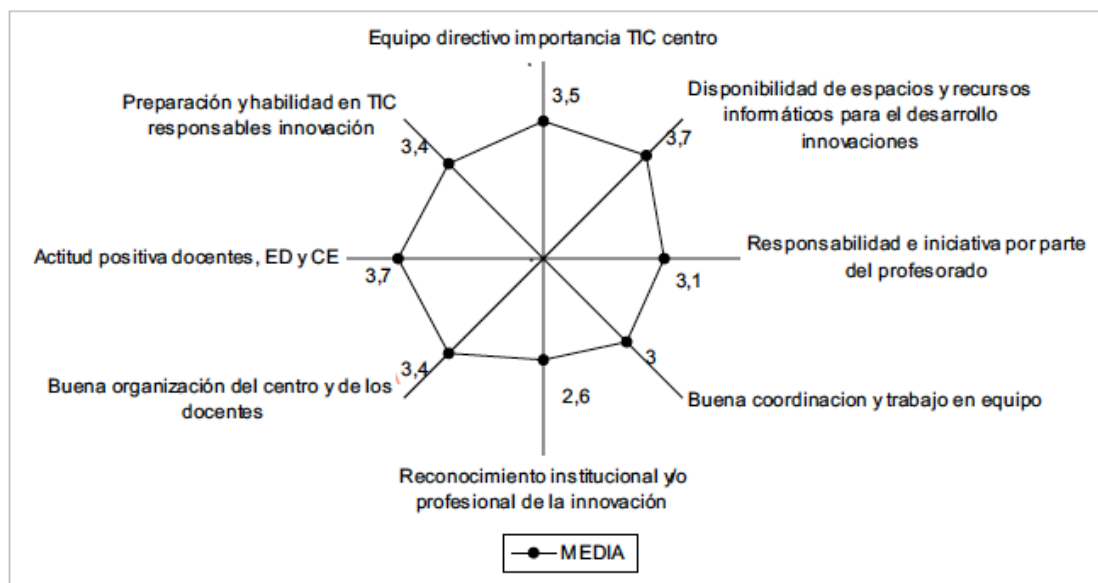 Equipo directivo importancia TIC centro
3,5
Disponibilidad de espacios y recursos
informáticos para el desarrollo
innovaciones
3,7
Preparación y habilidad en TIC
responsables innovación
3,4
Actitud positiva docentes, ED y CE
3,7
Responsabilidad e iniciativa por parte
del profesorado
3,1
Buena organización del centro y de los
docentes
3,4
3
Buena coordinacion y trabajo en equipo
2,6
Reconocimiento institucional y/o
profesional de la innovación
MEDIA